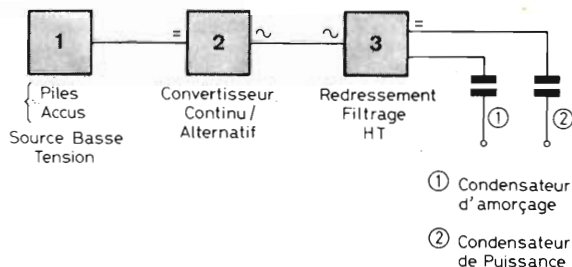 1
2
3
=
~
~
=
{ Piles
Accus
Source Basse
Tension
Convertisseur
Continu/
Alternatif
Redressement
Filtrage
HT
①
②
① Condensateur
d'amorçage
② Condensateur
de Puissance